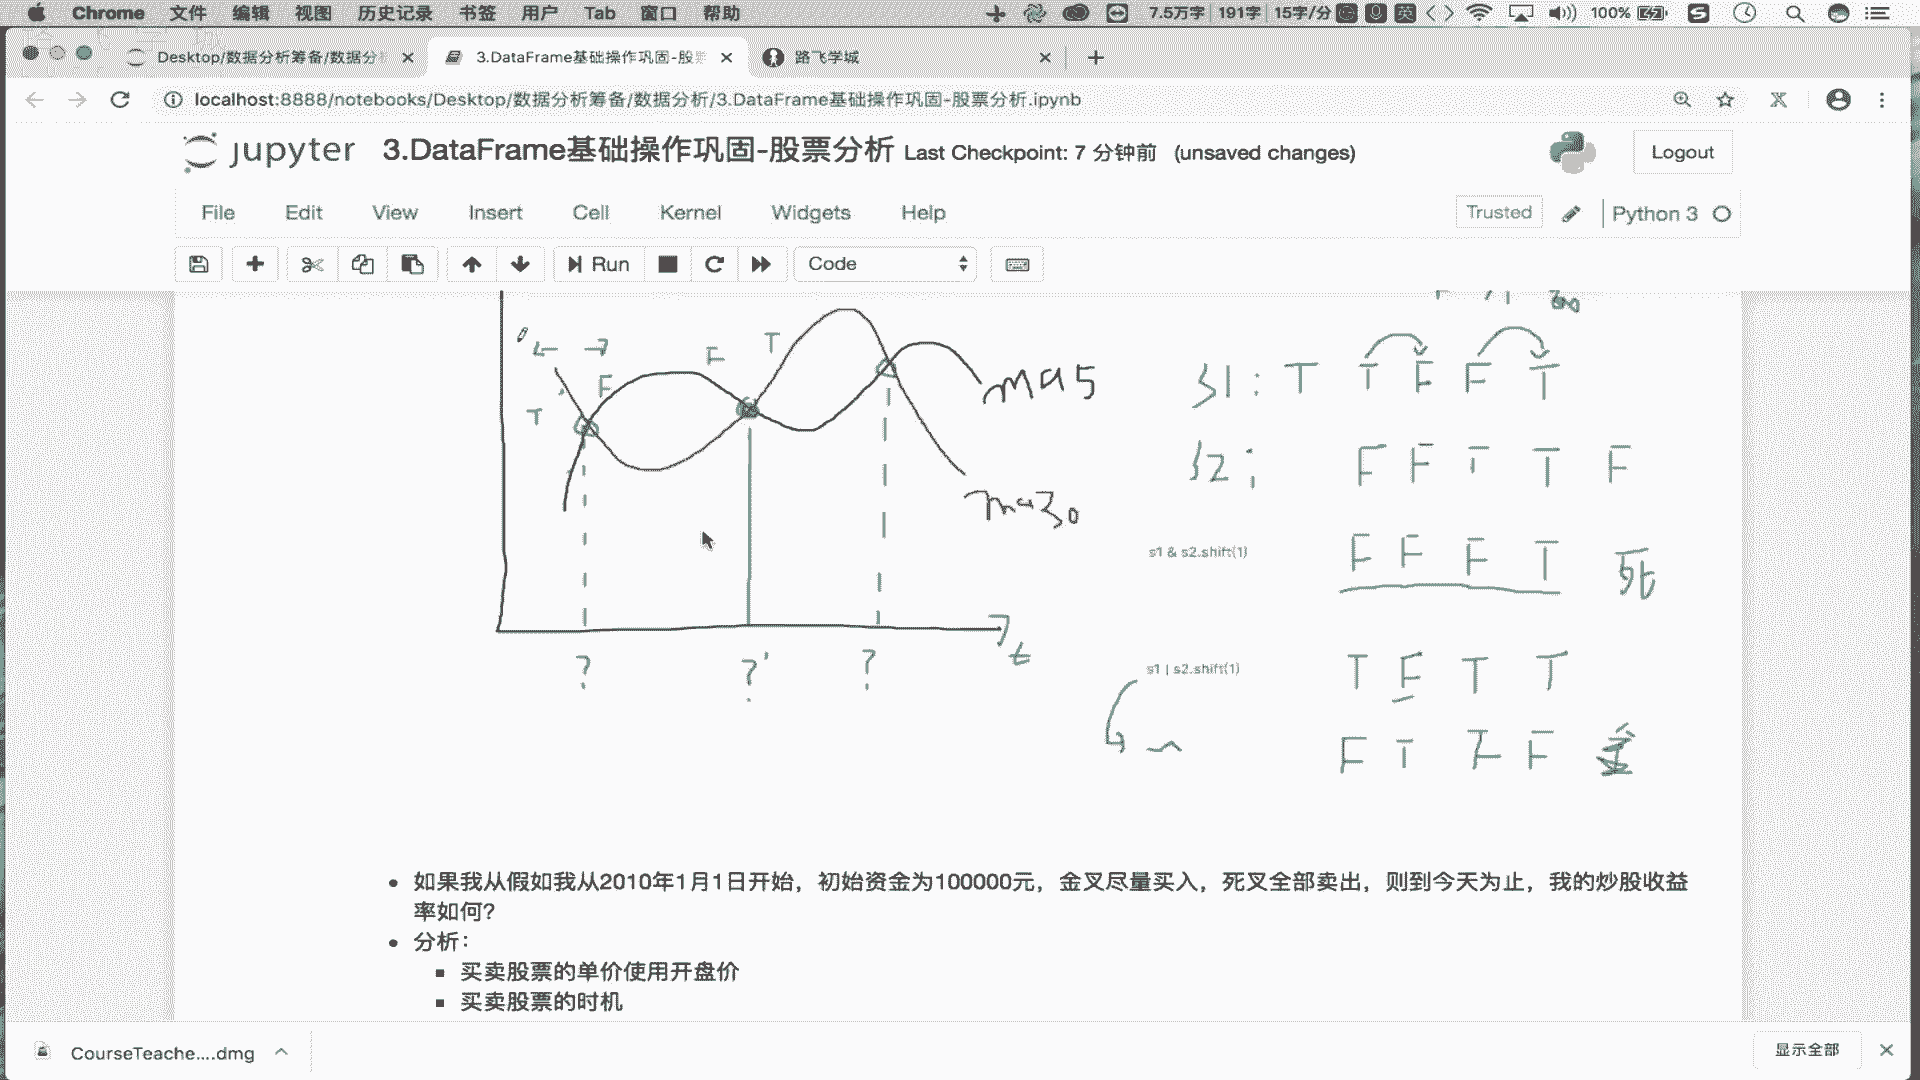 Chrome 文件 编辑 视图 历史记录 书签 用户 Tab 窗口 帮助 7.5万字 191字 15字/分 英 100%
Desktop/数据分析筹备/数据分析 3.DataFrame基础操作巩固-股票 路飞学城
localhost:8888/notebooks/Desktop/数据分析筹备/数据分析/3.DataFrame基础操作巩固-股票分析.ipynb
jupyter 3.DataFrame基础操作巩固-股票分析 Last Checkpoint: 7 分钟前 (unsaved changes) Logout
File Edit View Insert Cell Kernel Widgets Help Trusted Python 3
Run Code
F T
F
T
ma5
ma30
t
? ?' ?
S1: T T F F T
S2: F F T T F
s1 & s2.shift(1) F F F T 死
s1 | s2.shift(1) T F T T
~ F T F F 金
如果我从假如我从2010年1月1日开始，初始资金为100000元，金叉尽量买入，死叉全部卖出，则到今天为止，我的炒股收益
率如何?
分析：
买卖股票的单价使用开盘价
买卖股票的时机
CourseTeache....dmg 显示全部